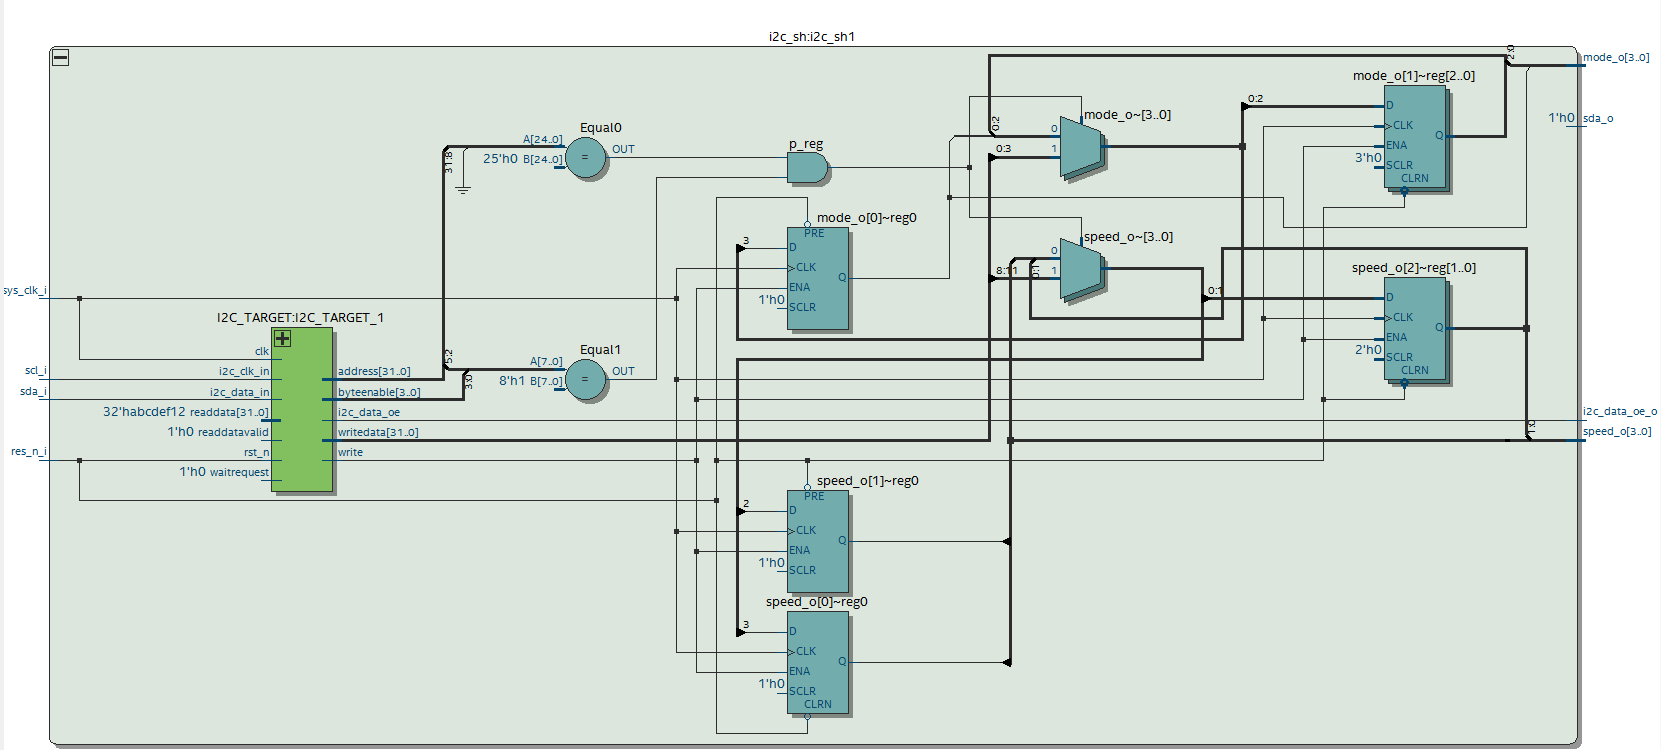 i2c_sh:i2c_sh1
2:0
mode_o[3..0]
mode_o[1]~reg[2..0]
0:2
D
CLK
ENA
3'h0
SCLR
CLRN
Q
1'h0
sda_o
mode_o~[3..0]
0:2
0
0:3
1
Equal0
A[24..0]
25'h0 B[24..0]
=
OUT
31:8
p_reg
mode_o[0]~reg0
PRE
3
D
CLK
ENA
1'h0
SCLR
Q
speed_o~[3..0]
0
8:11
0:1
1
speed_o[2]~reg[1..0]
0:1
D
CLK
ENA
2'h0
SCLR
CLRN
Q
sys_clk_i
I2C_TARGET:I2C_TARGET_1
clk
scl_i
i2c_clk_in
address[31..0]
sda_i
i2c_data_in
byteenable[3..0]
32'habcdef12 readdata[31..0]
i2c_data_oe
1'h0 readdatavalid
writedata[31..0]
res_n_i
rst_n
write
1'h0 waitrequest
5:2
3:0
Equal1
A[7..0]
8'h1 B[7..0]
=
OUT
i2c_data_oe_o
speed_o[3..0]
1:0
speed_o[1]~reg0
PRE
2
D
CLK
ENA
1'h0
SCLR
Q
speed_o[0]~reg0
3
D
CLK
ENA
1'h0
SCLR
CLRN
Q